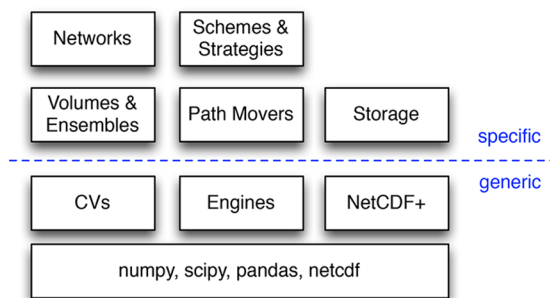 Networks
Schemes &
Strategies
Volumes &
Ensembles
Path Movers
Storage
specific
generic
CVs
Engines
NetCDF+
numpy, scipy, pandas, netcdf